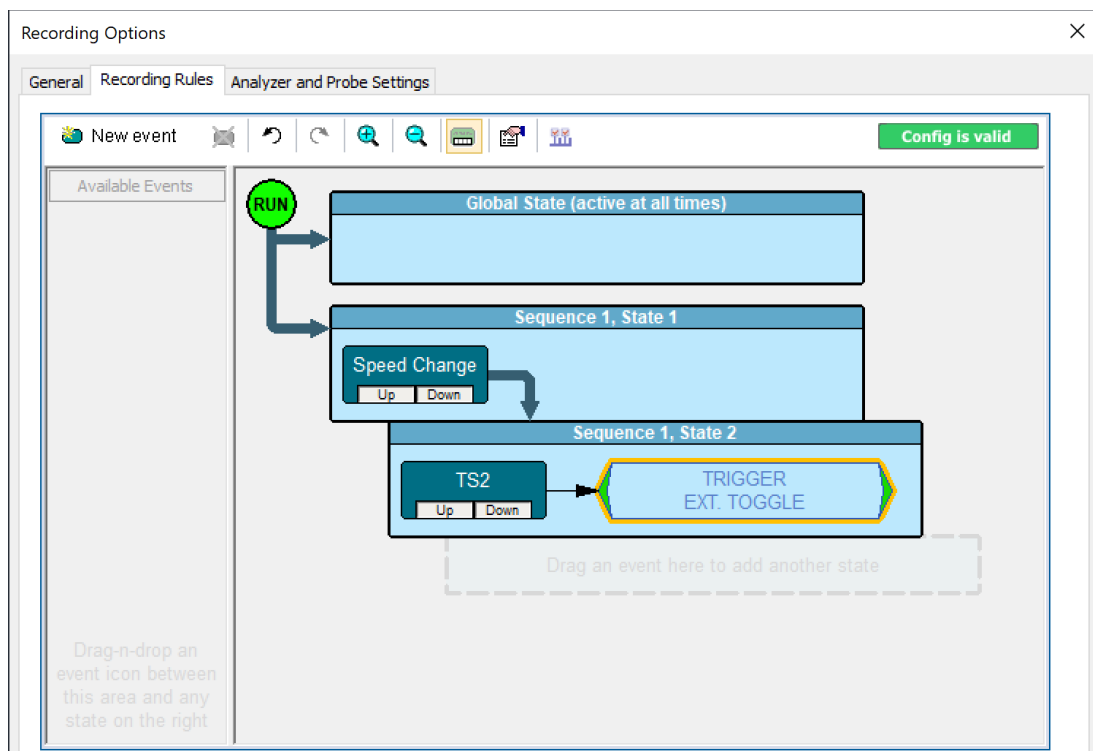 Recording Options
General
Recording Rules
Analyzer and Probe Settings
New event
Config is valid
Available Events
RUN
Global State (active at all times)
Sequence 1, State 1
Speed Change
Up
Down
Sequence 1, State 2
TS2
Up
Down
TRIGGER
EXT. TOGGLE
Drag an event here to add another state
Drag-n-drop an
event icon between
this area and any
state on the right